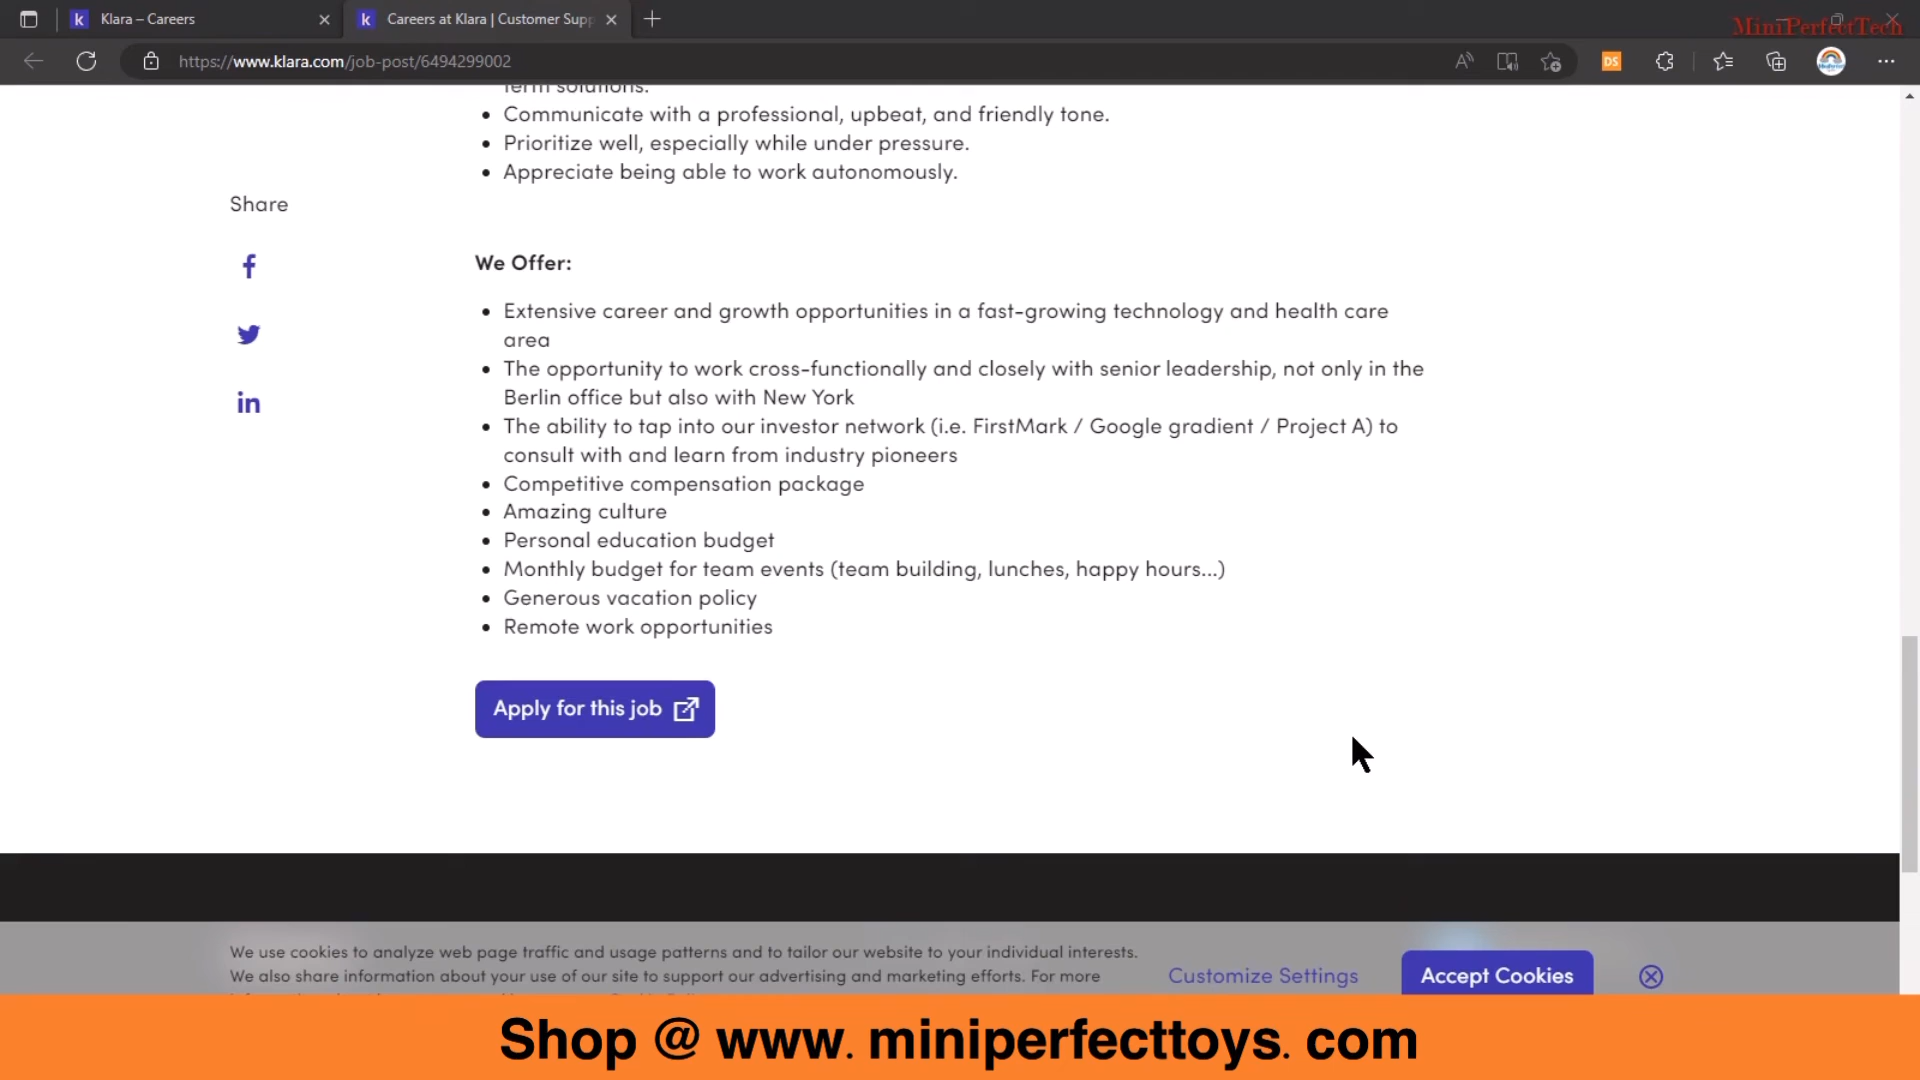 Klara – Careers
Careers at Klara | Customer Supp
MiniPerfectTech
https://www.klara.com/job-post/6494299002
DS
term solutions.
Communicate with a professional, upbeat, and friendly tone.
Prioritize well, especially while under pressure.
Appreciate being able to work autonomously.
Share
We Offer:
Extensive career and growth opportunities in a fast-growing technology and health care
area
The opportunity to work cross-functionally and closely with senior leadership, not only in the
Berlin office but also with New York
The ability to tap into our investor network (i.e. FirstMark / Google gradient / Project A) to
consult with and learn from industry pioneers
Competitive compensation package
Amazing culture
Personal education budget
Monthly budget for team events (team building, lunches, happy hours...)
Generous vacation policy
Remote work opportunities
Apply for this job
We use cookies to analyze web page traffic and usage patterns and to tailor our website to your individual interests.
We also share information about your use of our site to support our advertising and marketing efforts. For more
Customize Settings
Accept Cookies
Shop @ www. miniperfecttoys. com